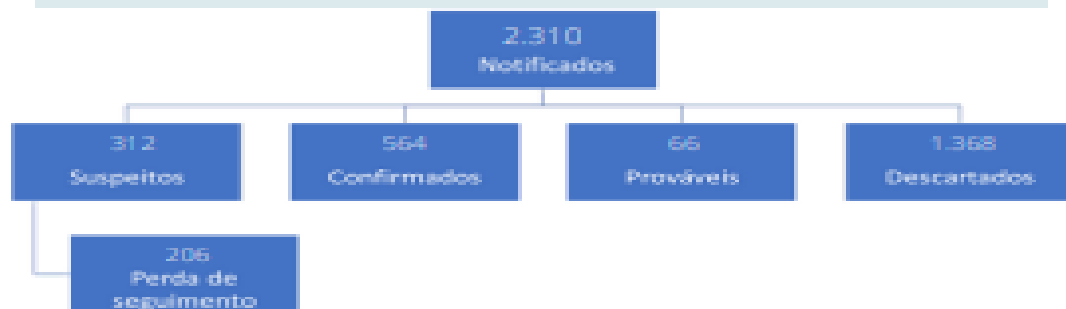 2.310
Notificados
312
Suspeitos
564
Confirmados
66
Prováveis
1.368
Descartados
206
Perda de
seguimento